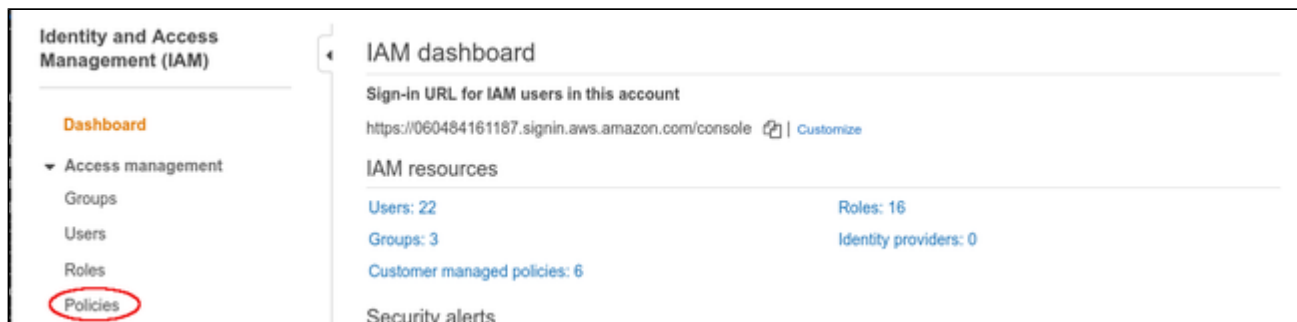 Identity and Access
Management (IAM)
Dashboard
Access management
Groups
Users
Roles
Policies
IAM dashboard
Sign-in URL for IAM users in this account
https://060484161187.signin.aws.amazon.com/console | Customize
IAM resources
Users: 22
Roles: 16
Groups: 3
Identity providers: 0
Customer managed policies: 6
Security alerts